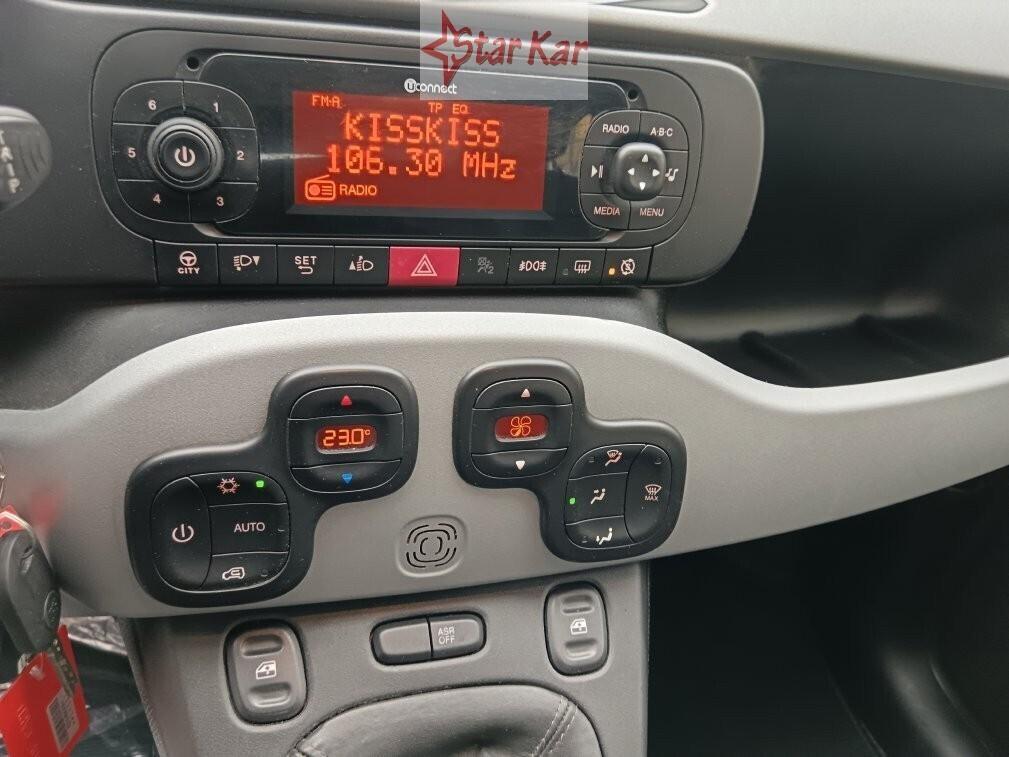 Star Kar
Uconnect
FM-A TP EQ
KISSKISS
106.30 MHz
RADIO
6 1
5 2
4 3
RADIO A·B·C
MEDIA MENU
CITY
SET
2
23.0°C
AUTO
MAX
ASR
OFF